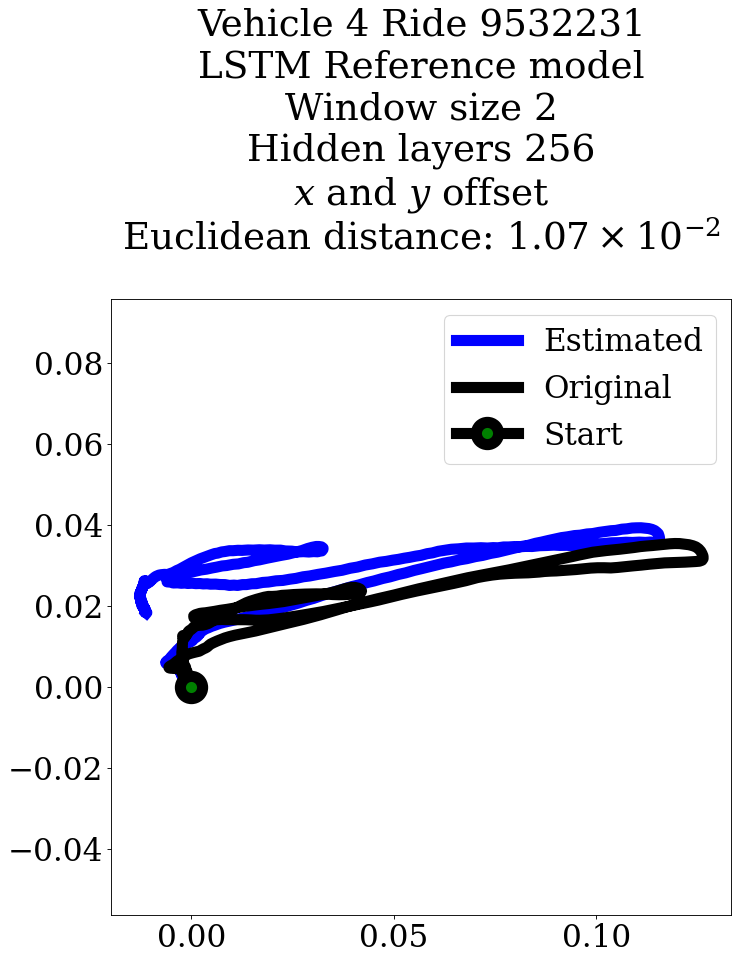 Vehicle 4 Ride 9532231
LSTM Reference model
Window size 2
Hidden layers 256
x and y offset
Euclidean distance: 1.07 × 10⁻²
Estimated
Original
Start
0.08
0.06
0.04
0.02
0.00
−0.02
−0.04
0.00 0.05 0.10